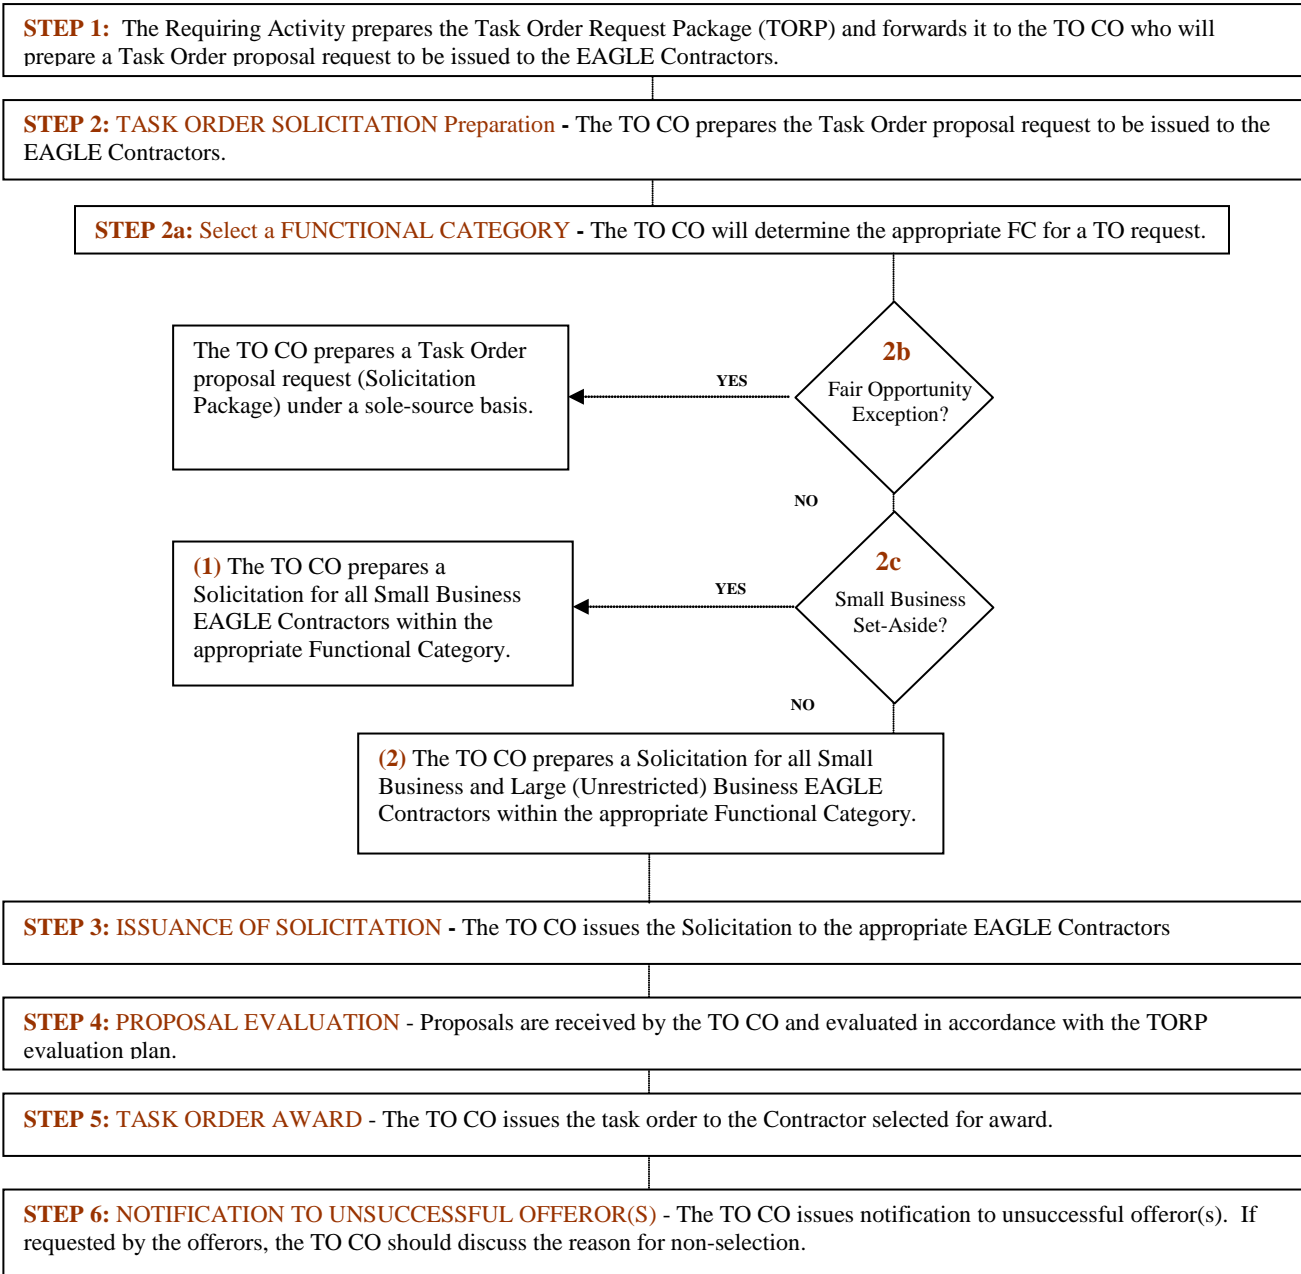 STEP 1: The Requiring Activity prepares the Task Order Request Package (TORP) and forwards it to the TO CO who will
prepare a Task Order proposal request to be issued to the EAGLE Contractors.
STEP 2: TASK ORDER SOLICITATION Preparation - The TO CO prepares the Task Order proposal request to be issued to the
EAGLE Contractors.
STEP 2a: Select a FUNCTIONAL CATEGORY - The TO CO will determine the appropriate FC for a TO request.
2b
Fair Opportunity
Exception?
YES
The TO CO prepares a Task Order
proposal request (Solicitation
Package) under a sole-source basis.
NO
2c
Small Business
Set-Aside?
YES
(1) The TO CO prepares a
Solicitation for all Small Business
EAGLE Contractors within the
appropriate Functional Category.
NO
(2) The TO CO prepares a Solicitation for all Small
Business and Large (Unrestricted) Business EAGLE
Contractors within the appropriate Functional Category.
STEP 3: ISSUANCE OF SOLICITATION - The TO CO issues the Solicitation to the appropriate EAGLE Contractors
STEP 4: PROPOSAL EVALUATION - Proposals are received by the TO CO and evaluated in accordance with the TORP
evaluation plan.
STEP 5: TASK ORDER AWARD - The TO CO issues the task order to the Contractor selected for award.
STEP 6: NOTIFICATION TO UNSUCCESSFUL OFFEROR(S) - The TO CO issues notification to unsuccessful offeror(s). If
requested by the offerors, the TO CO should discuss the reason for non-selection.